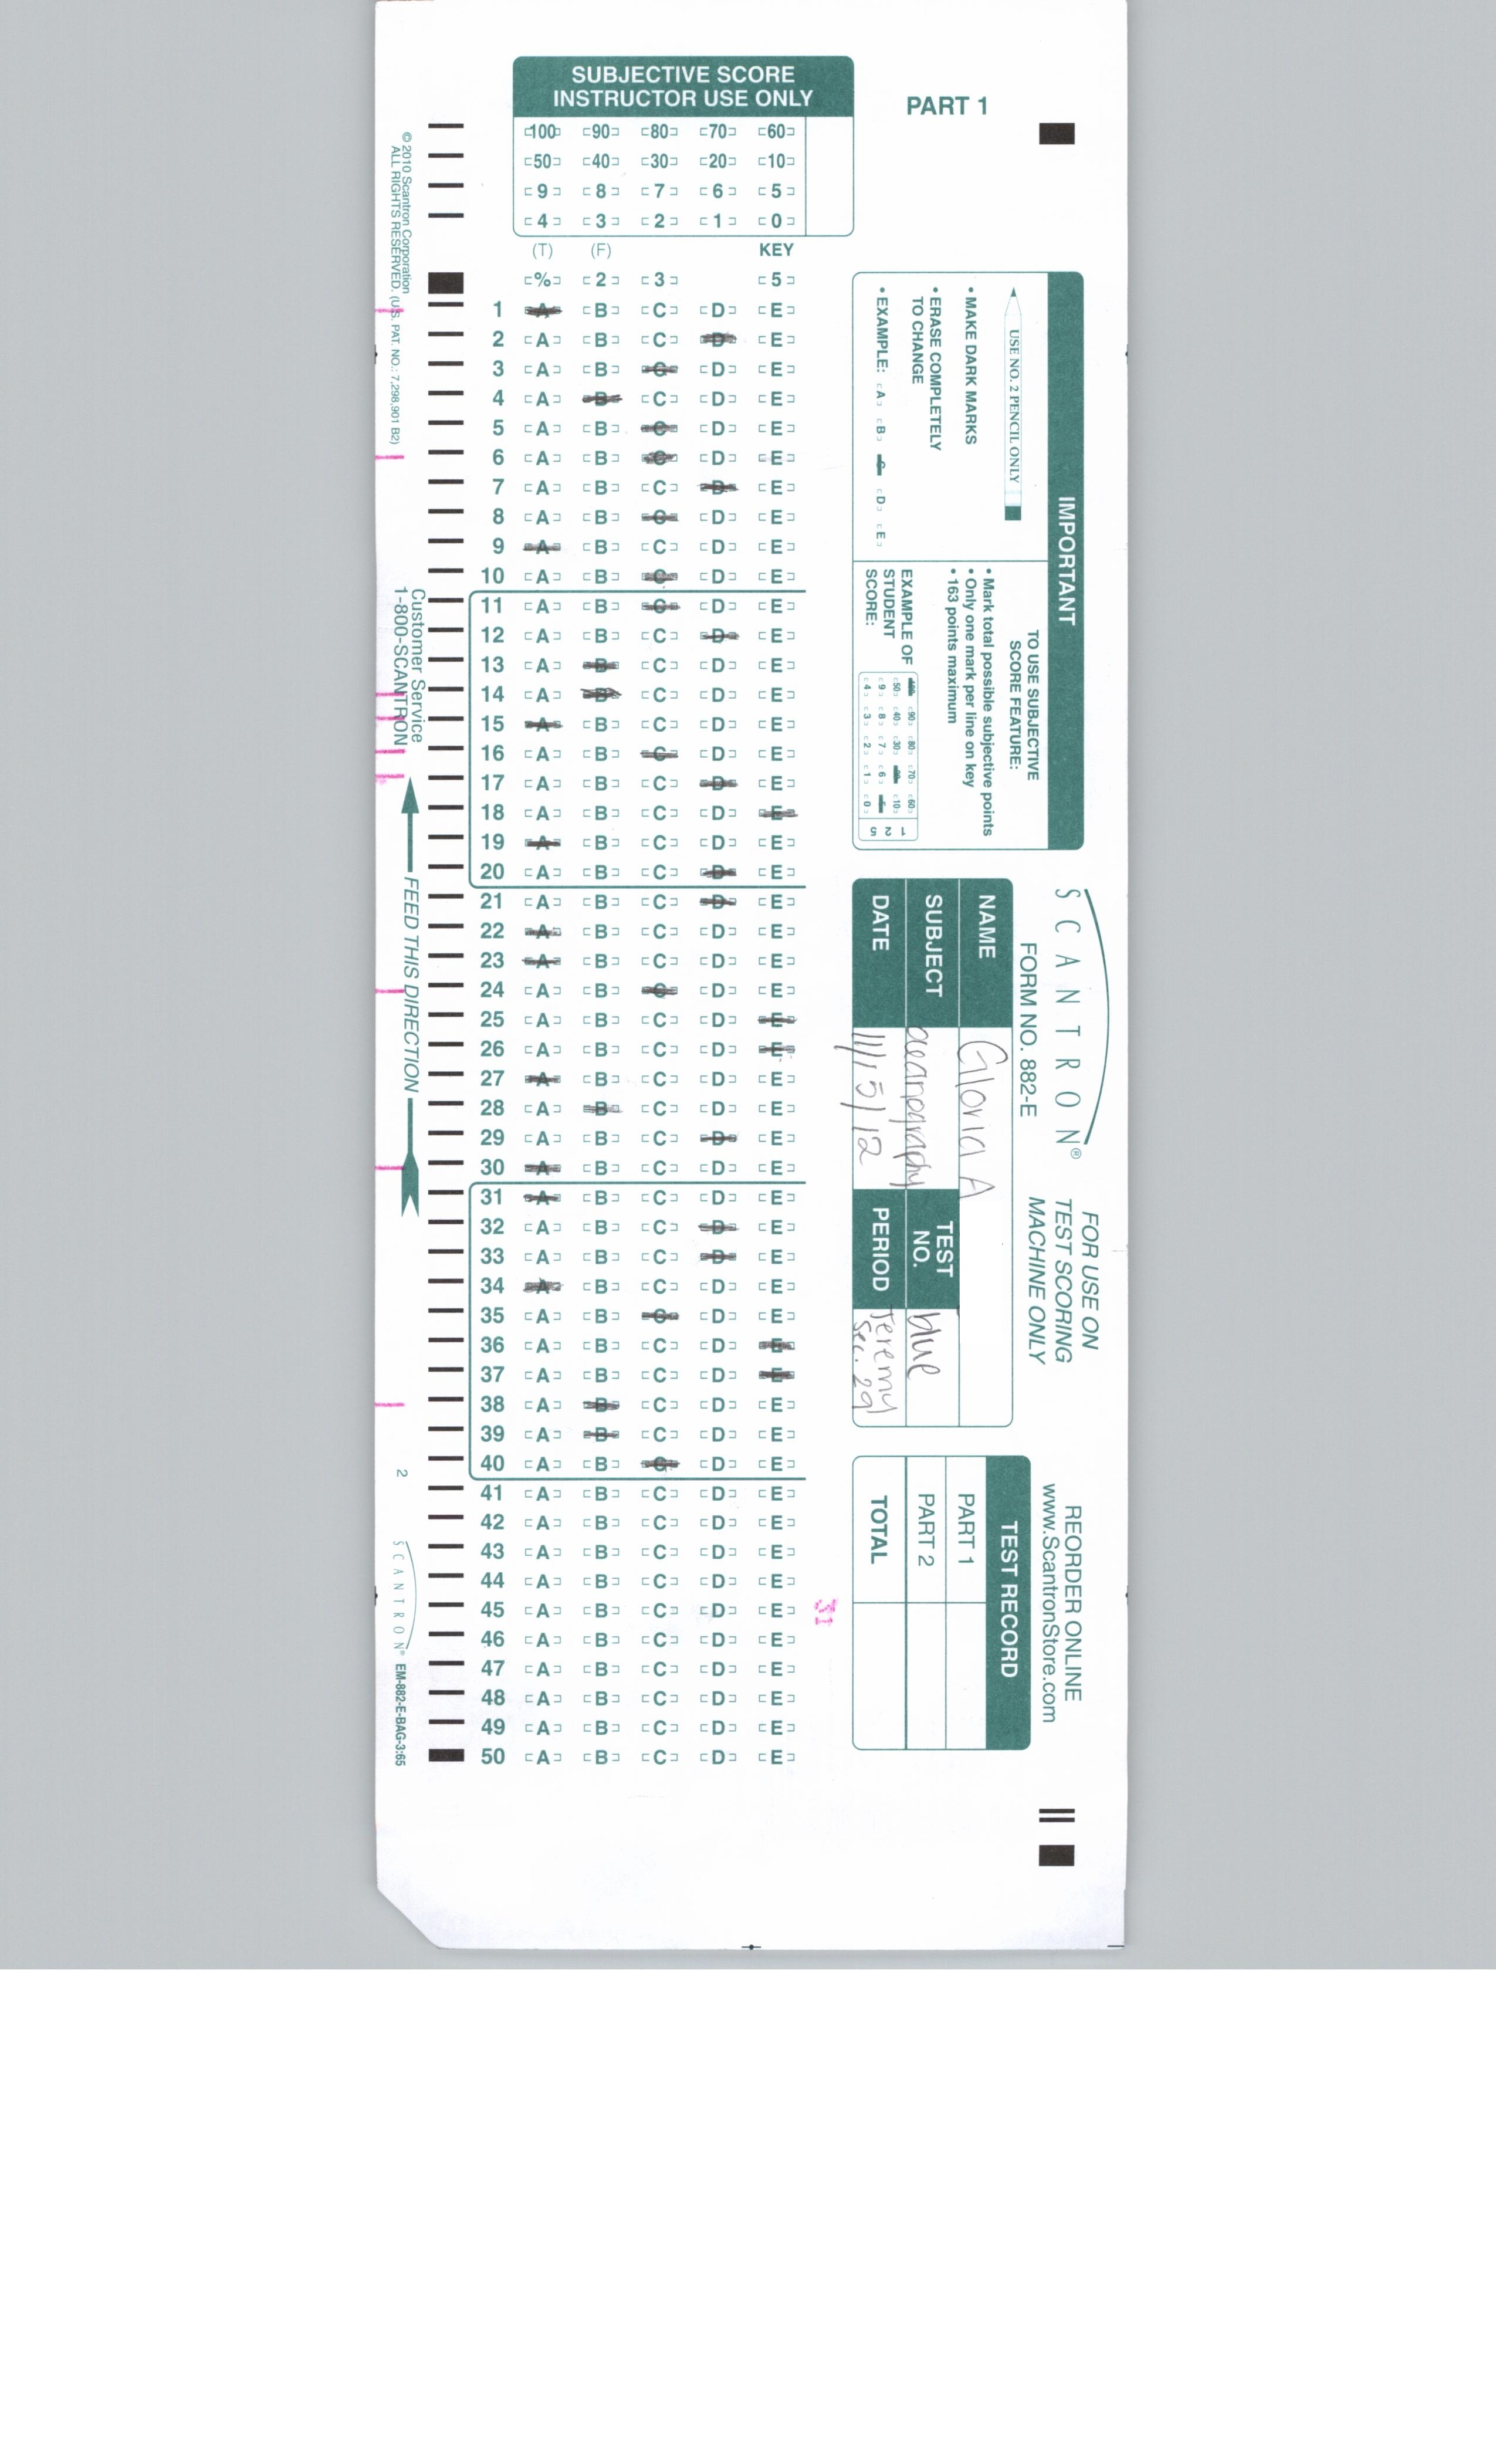 SUBJECTIVE SCORE
INSTRUCTOR USE ONLY
100 90 80 70 60
50 40 30 20 10
9 8 7 6 5
4 3 2 1 0
(T) (F) KEY
% 2 3 5
1 A B C D E
2 A B C D E
3 A B C D E
4 A B C D E
5 A B C D E
6 A B C D E
7 A B C D E
8 A B C D E
9 A B C D E
10 A B C D E
11 A B C D E
12 A B C D E
13 A B C D E
14 A B C D E
15 A B C D E
16 A B C D E
17 A B C D E
18 A B C D E
19 A B C D E
20 A B C D E
21 A B C D E
22 A B C D E
23 A B C D E
24 A B C D E
25 A B C D E
26 A B C D E
27 A B C D E
28 A B C D E
29 A B C D E
30 A B C D E
31 A B C D E
32 A B C D E
33 A B C D E
34 A B C D E
35 A B C D E
36 A B C D E
37 A B C D E
38 A B C D E
39 A B C D E
40 A B C D E
41 A B C D E
42 A B C D E
43 A B C D E
44 A B C D E
45 A B C D E
46 A B C D E
47 A B C D E
48 A B C D E
49 A B C D E
50 A B C D E
31
PART 1
IMPORTANT
USE NO. 2 PENCIL ONLY
• MAKE DARK MARKS
• ERASE COMPLETELY
TO CHANGE
• EXAMPLE: A B C D E
TO USE SUBJECTIVE
SCORE FEATURE:
• Mark total possible subjective points
• Only one mark per line on key
• 163 points maximum
EXAMPLE OF
STUDENT
SCORE:
100 90 80 70 60 1
50 40 30 20 10 2
9 8 7 6 5 5
4 3 2 1 0
SCANTRON®
FORM NO. 882-E
FOR USE ON
TEST SCORING
MACHINE ONLY
NAME Gloria A
SUBJECT oceanography
TEST
NO. blue
DATE 11/15/12
PERIOD Jeremy
Sec. 291
REORDER ONLINE
www.ScantronStore.com
TEST RECORD
PART 1
PART 2
TOTAL
© 2010 Scantron Corporation
ALL RIGHTS RESERVED. (U.S. PAT. NO.: 7,298,901 B2)
Customer Service
1-800-SCANTRON
FEED THIS DIRECTION
2
SCANTRON® EM-882-E-BAG-3:65